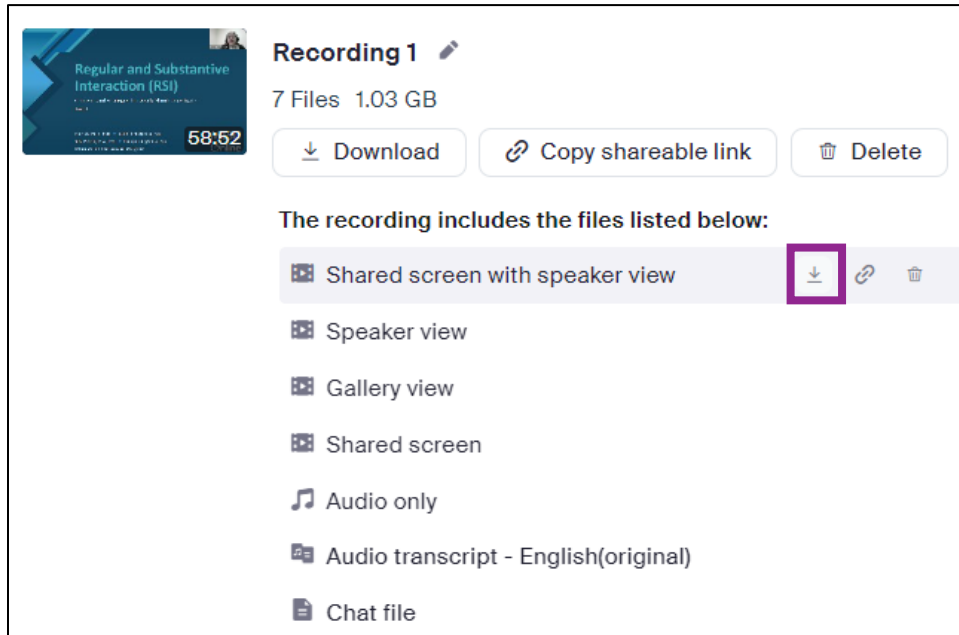 Regular and Substantive
Interaction (RSI)
58:52
Recording 1
7 Files 1.03 GB
Download
Copy shareable link
Delete
The recording includes the files listed below:
Shared screen with speaker view
Speaker view
Gallery view
Shared screen
Audio only
Audio transcript - English(original)
Chat file